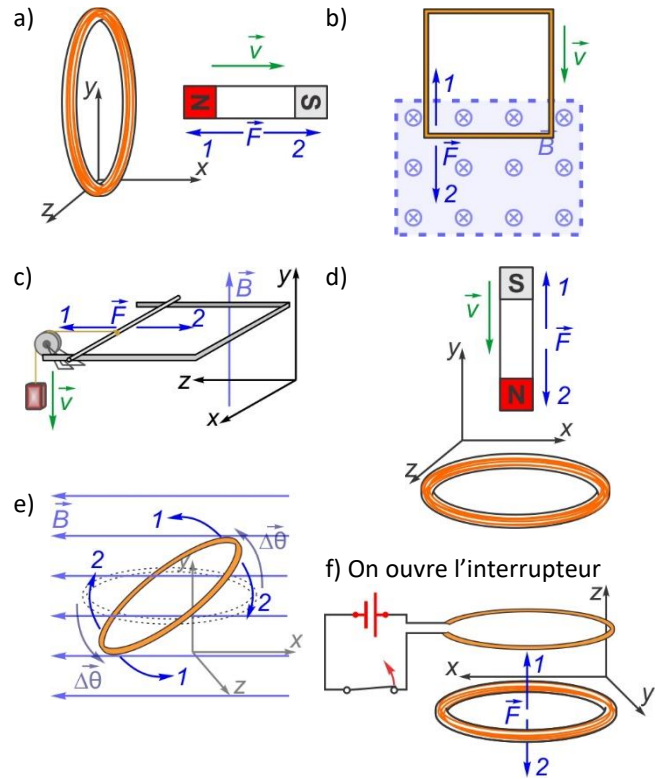 a)
y
x
z
v
N
S
F
1
2
b)
v
1
B
F
2
c)
1
F
2
B
y
z
x
v
d)
S
1
v
F
N
2
y
x
z
e)
B
1
Δθ
2
y
2
x
Δθ
1
z
f) On ouvre l'interrupteur
z
x
1
y
F
2